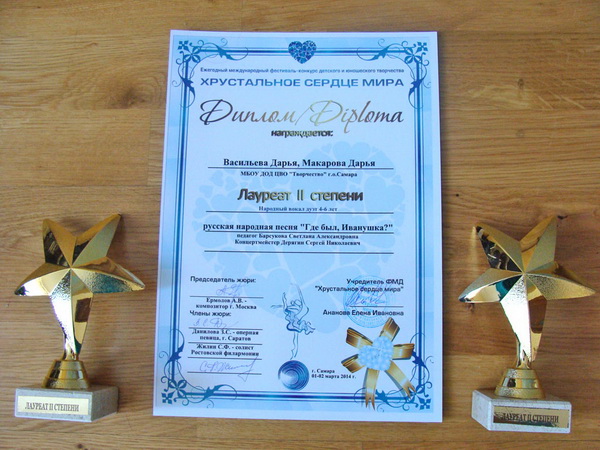 Ежегодный международный фестиваль-конкурс детского и юношеского творчества
ХРУСТАЛЬНОЕ СЕРДЦЕ МИРА
Диплом/Diploma
награждается:
Васильева Дарья, Макарова Дарья
МБОУ ДОД ЦВО "Творчество" г.о.Самара
Лауреат II степени
Народный вокал дуэт 4-6 лет
русская народная песня "Где был, Иванушка?"
педагог Барсукова Светлана Александровна
Концертмейстер Дерягин Сергей Николаевич
Председатель жюри:
Ермолов А.В. -
композитор г. Москва
Члены жюри:
Данилова З.С. - оперная
певица, г. Саратов
Жилин С.Ф. - солист
Ростовской филармонии
Учредитель ФМД
"Хрустальное сердце мира"
Ананова Елена Ивановна
г. Самара
01-02 марта 2014 г.
ЛАУРЕАТ II СТЕПЕНИ
ЛАУРЕАТ II СТЕПЕНИ